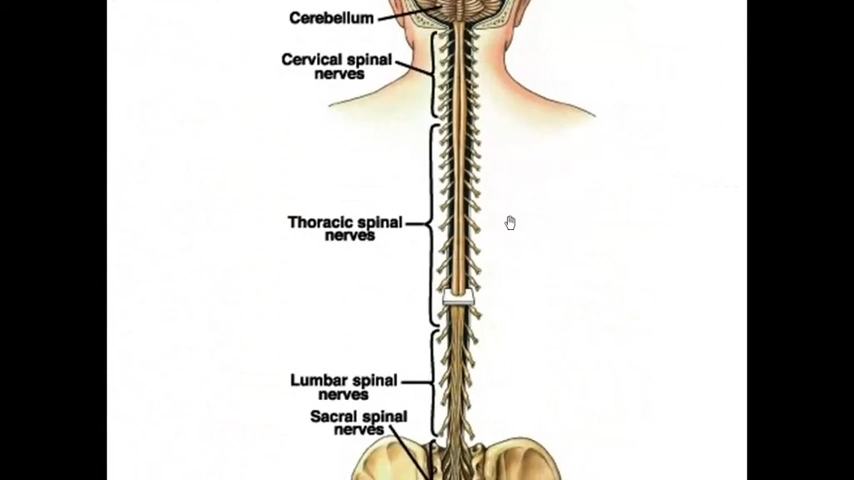 Cerebellum
Cervical spinal
nerves
Thoracic spinal
nerves
Lumbar spinal
nerves
Sacral spinal
nerves